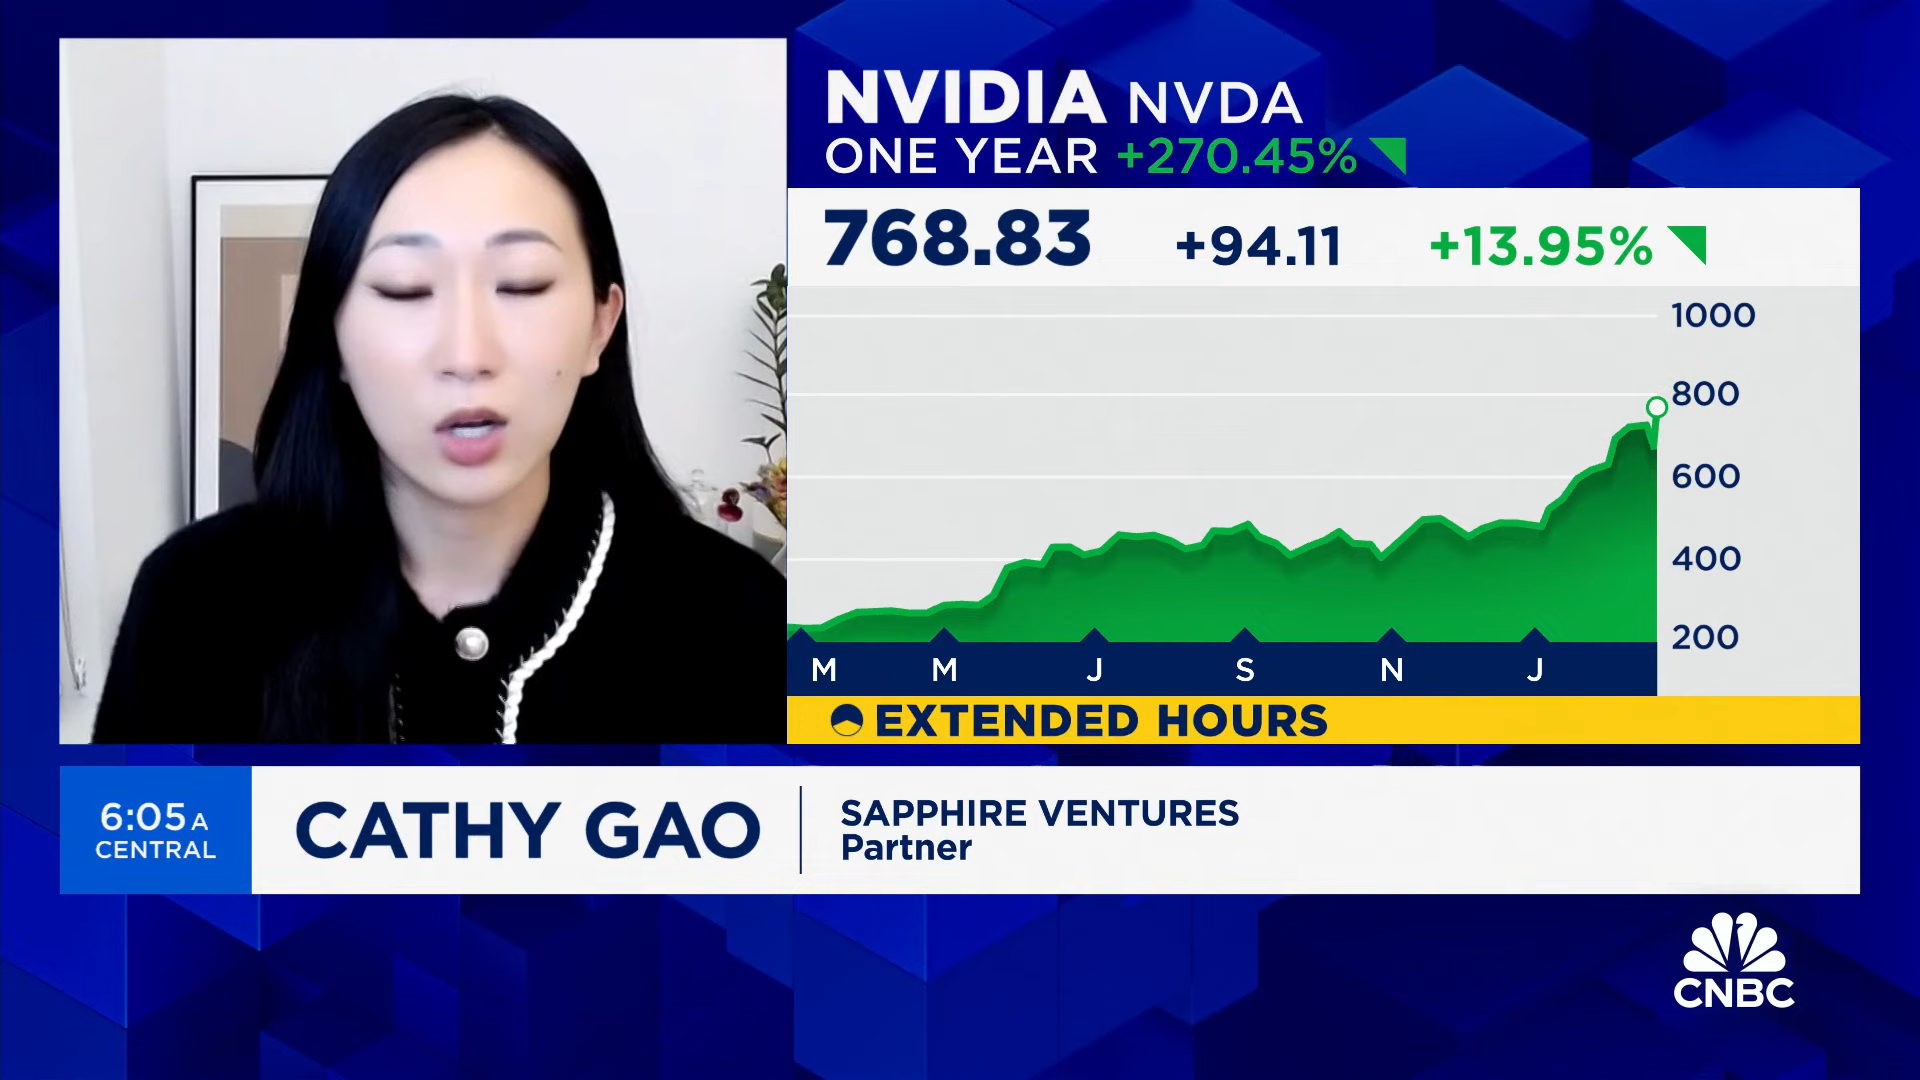 NVIDIA NVDA
ONE YEAR +270.45%
768.83 +94.11 +13.95%
1000
800
600
400
200
M M J S N J
EXTENDED HOURS
6:05 A
CENTRAL
CATHY GAO
SAPPHIRE VENTURES
Partner
CNBC